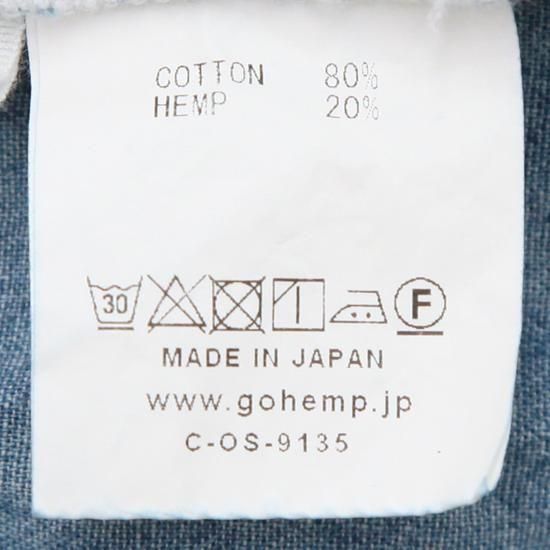 COTTON 80%
HEMP 20%
30 F
MADE IN JAPAN
www.gohemp.jp
C-OS-9135